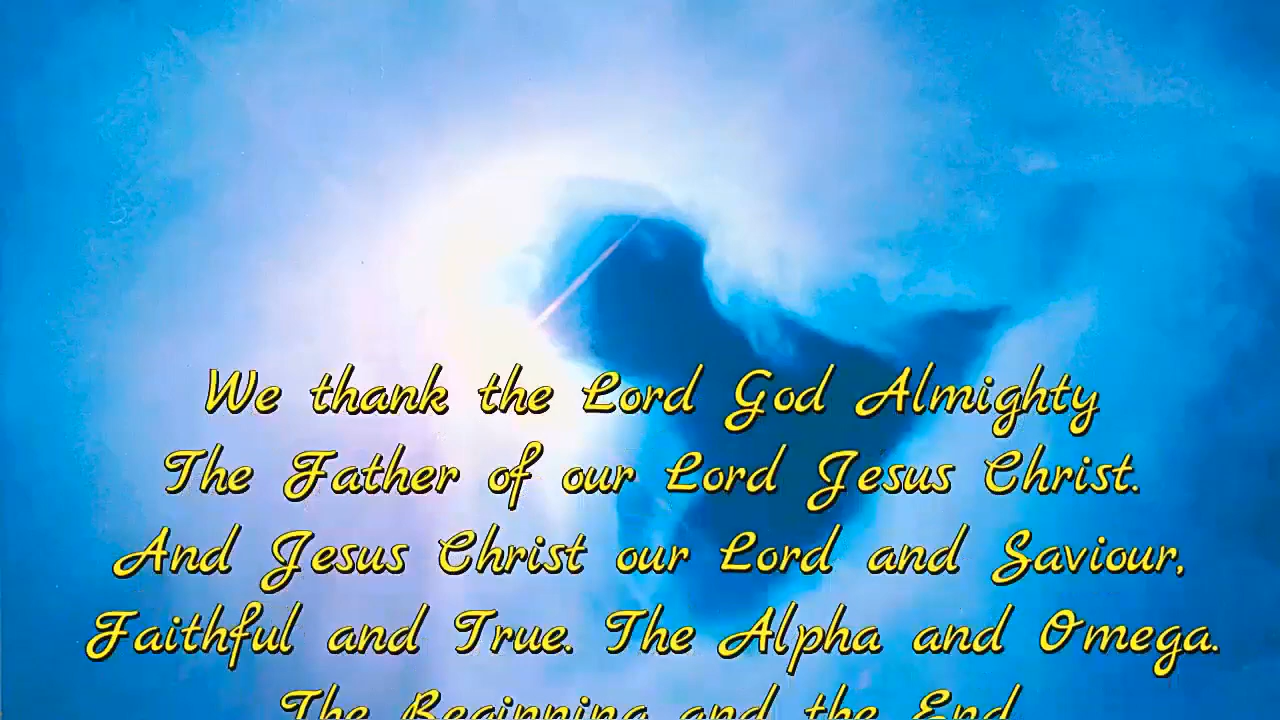 We thank the Lord God Almighty
The Father of our Lord Jesus Christ.
And Jesus Christ our Lord and Saviour,
Faithful and True. The Alpha and Omega.
The Beginning and the End